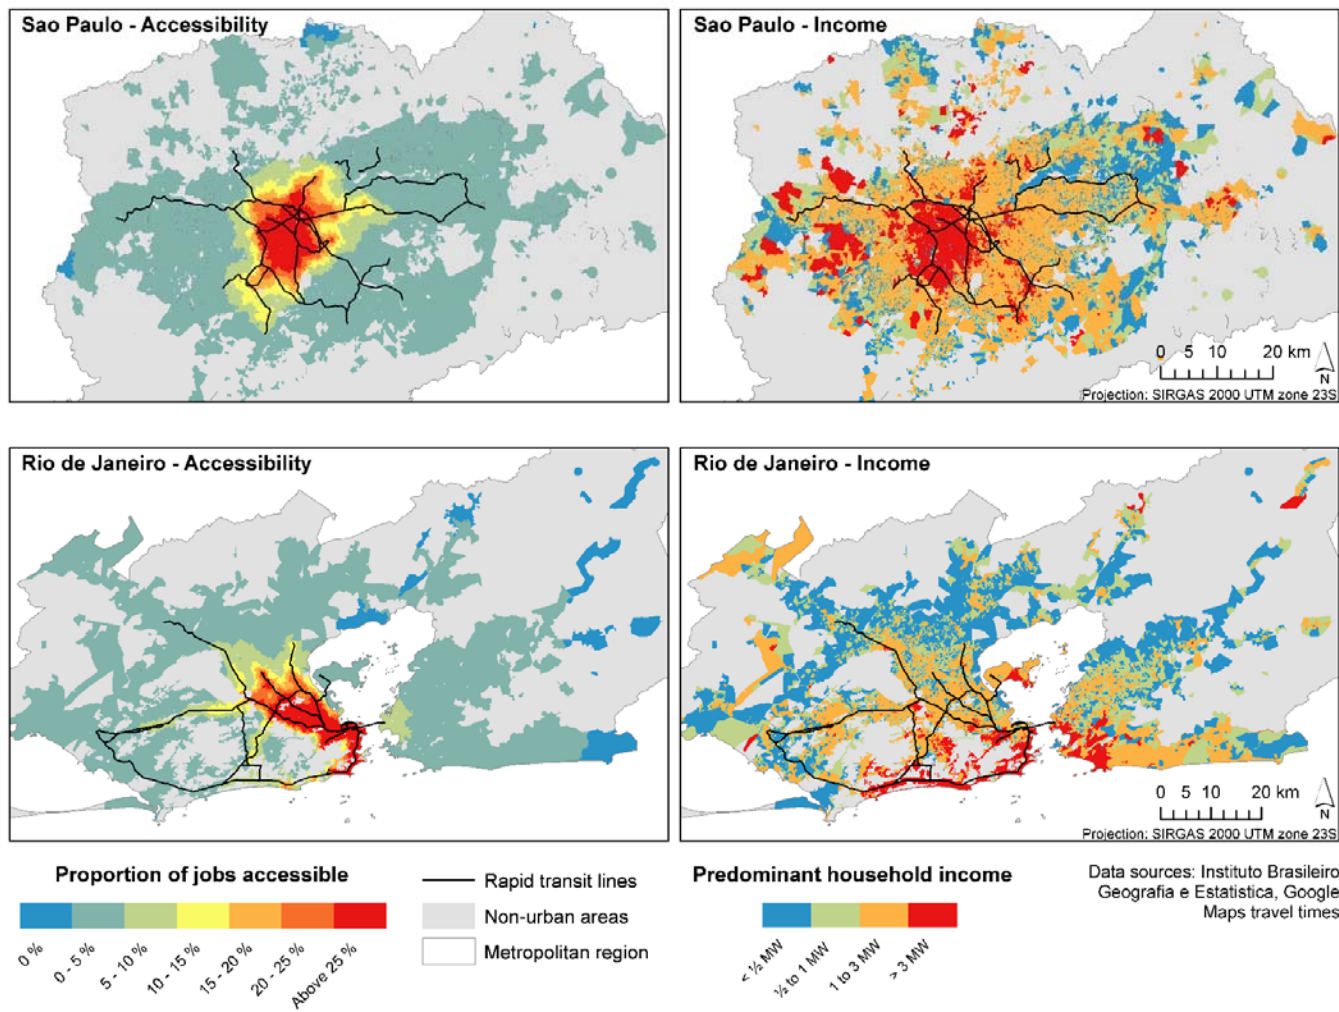 Sao Paulo - Accessibility
Sao Paulo - Income
0 5 10 20 km
N
Projection: SIRGAS 2000 UTM zone 23S
Rio de Janeiro - Accessibility
Rio de Janeiro - Income
0 5 10 20 km
N
Projection: SIRGAS 2000 UTM zone 23S
Proportion of jobs accessible
0 %
0 - 5 %
5 - 10 %
10 - 15 %
15 - 20 %
20 - 25 %
Above 25 %
Rapid transit lines
Non-urban areas
Metropolitan region
Predominant household income
< ½ MW
½ to 1 MW
1 to 3 MW
> 3 MW
Data sources: Instituto Brasileiro
Geografia e Estatistica, Google
Maps travel times